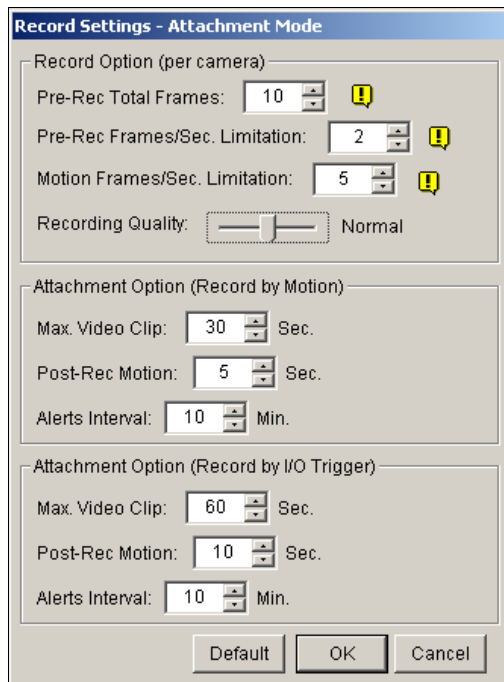 Record Settings - Attachment Mode
Record Option (per camera)
Pre-Rec Total Frames: 10
Pre-Rec Frames/Sec. Limitation: 2
Motion Frames/Sec. Limitation: 5
Recording Quality: Normal
Attachment Option (Record by Motion)
Max. Video Clip: 30 Sec.
Post-Rec Motion: 5 Sec.
Alerts Interval: 10 Min.
Attachment Option (Record by I/O Trigger)
Max. Video Clip: 60 Sec.
Post-Rec Motion: 10 Sec.
Alerts Interval: 10 Min.
Default OK Cancel